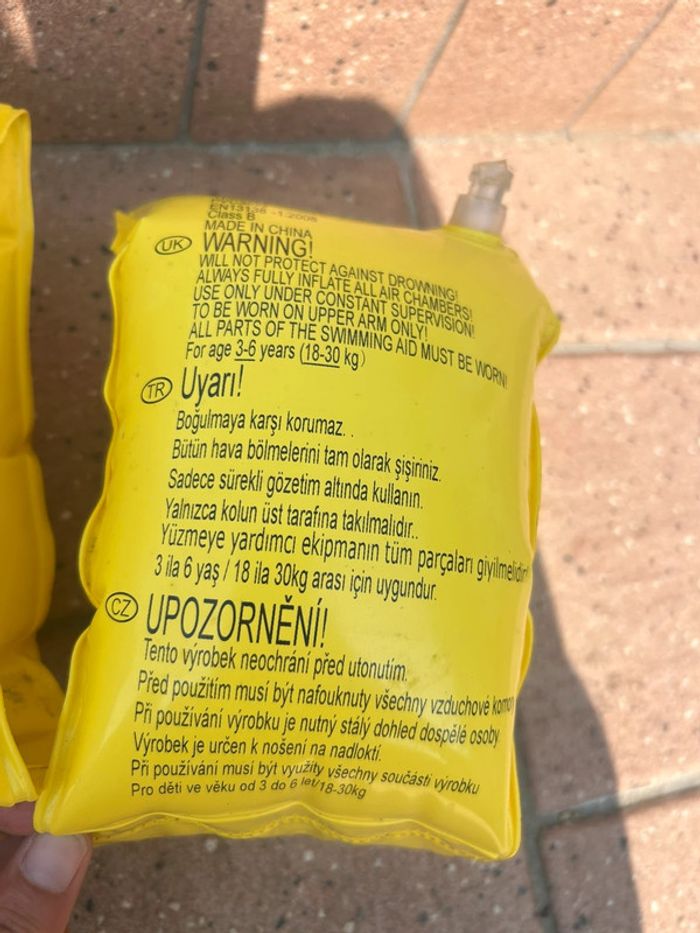 EN13138 -1:2008
Class B
MADE IN CHINA
UK WARNING!
WILL NOT PROTECT AGAINST DROWNING!
ALWAYS FULLY INFLATE ALL AIR CHAMBERS!
USE ONLY UNDER CONSTANT SUPERVISION!
TO BE WORN ON UPPER ARM ONLY!
ALL PARTS OF THE SWIMMING AID MUST BE WORN!
For age 3-6 years (18-30 kg)
TR Uyarı!
Boğulmaya karşı korumaz. .
Bütün hava bölmelerini tam olarak şişiriniz.
Sadece sürekli gözetim altında kullanın.
Yalnızca kolun üst tarafına takılmalıdır..
Yüzmeye yardımcı ekipmanın tüm parçaları giyilmelidir!
3 ila 6 yaş / 18 ila 30kg arası için uygundur.
CZ UPOZORNĚNÍ!
Tento výrobek neochrání před utonutím.
Před použitím musí být nafouknuty všechny vzduchové
Při používání výrobku je nutný stálý dohled dospělé osoby
Výrobek je určen k nošení na nadloktí.
Při používání musí být využity všechny součásti výrobku
Pro děti ve věku od 3 do 6 let/18-30kg